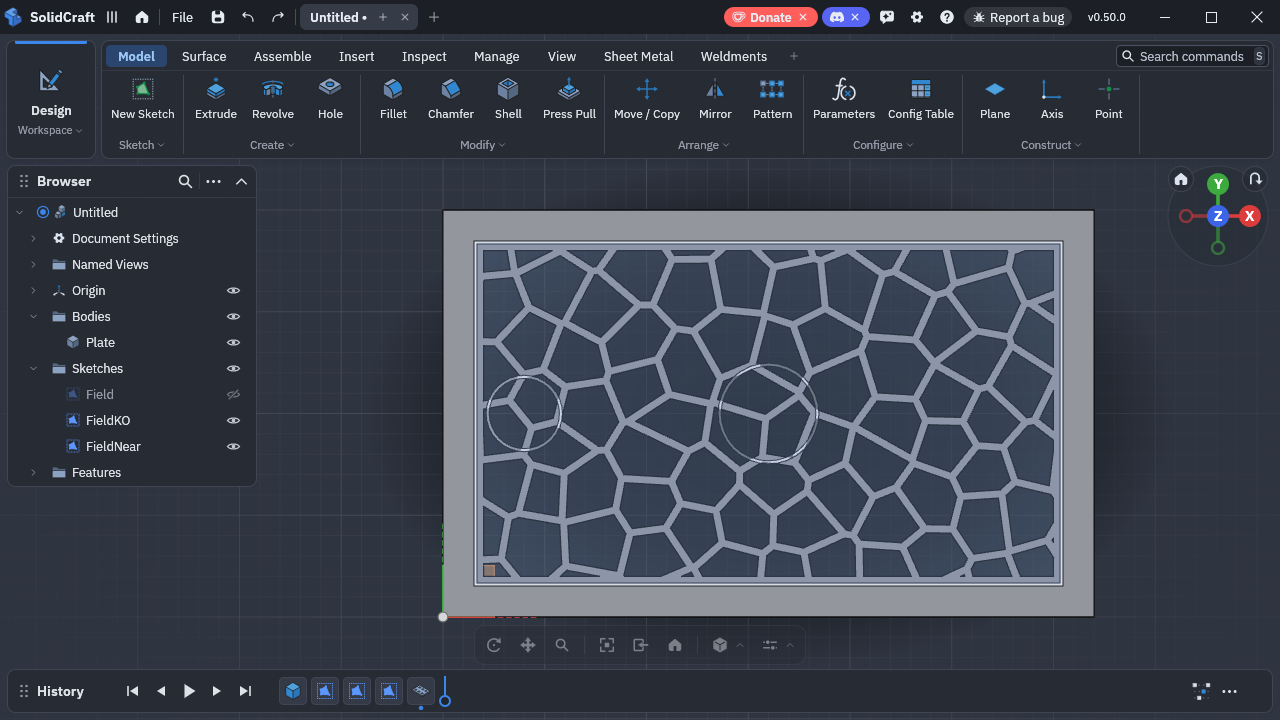 SolidCraft
File
Untitled •
Donate
Report a bug
v0.50.0
Design
Workspace
Model
Surface
Assemble
Insert
Inspect
Manage
View
Sheet Metal
Weldments
Search commands
S
New Sketch
Extrude
Revolve
Hole
Fillet
Chamfer
Shell
Press Pull
Move / Copy
Mirror
Pattern
Parameters
Config Table
Plane
Axis
Point
Sketch
Create
Modify
Arrange
Configure
Construct
Browser
Untitled
Document Settings
Named Views
Origin
Bodies
Plate
Sketches
Field
FieldKO
FieldNear
Features
Y
Z
X
History